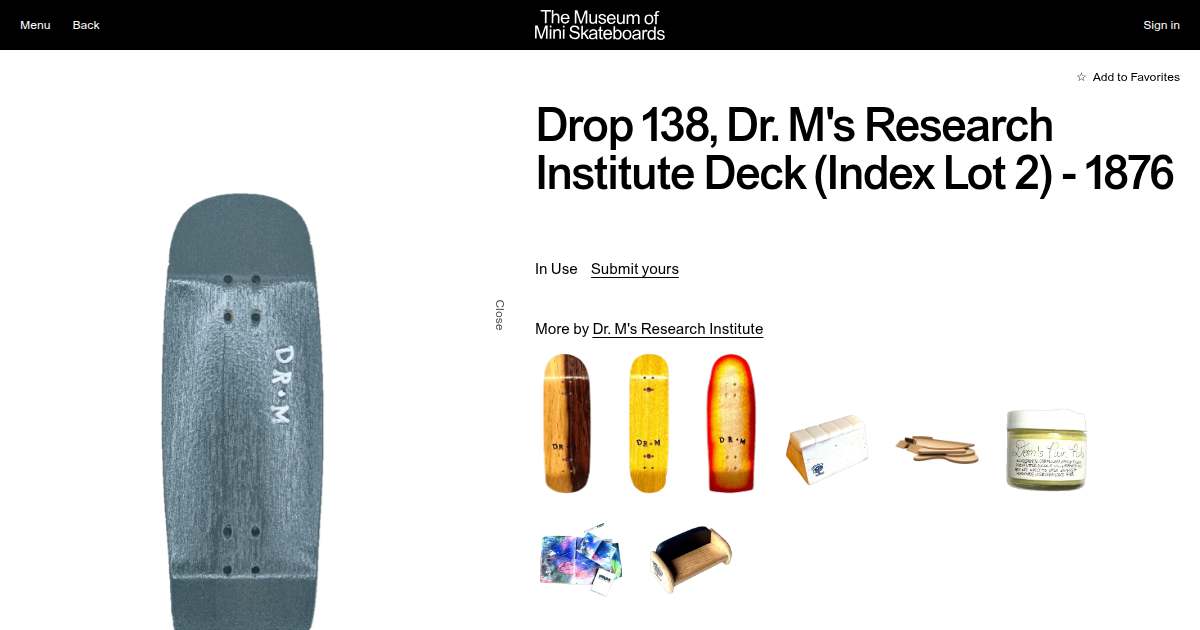 Menu
Back
The Museum of
Mini Skateboards
Sign in
☆ Add to Favorites
Drop 138, Dr. M's Research
Institute Deck (Index Lot 2) - 1876
In Use
Submit yours
Close
More by Dr. M's Research Institute
DR•M
DR•M
DR•M
DR•M